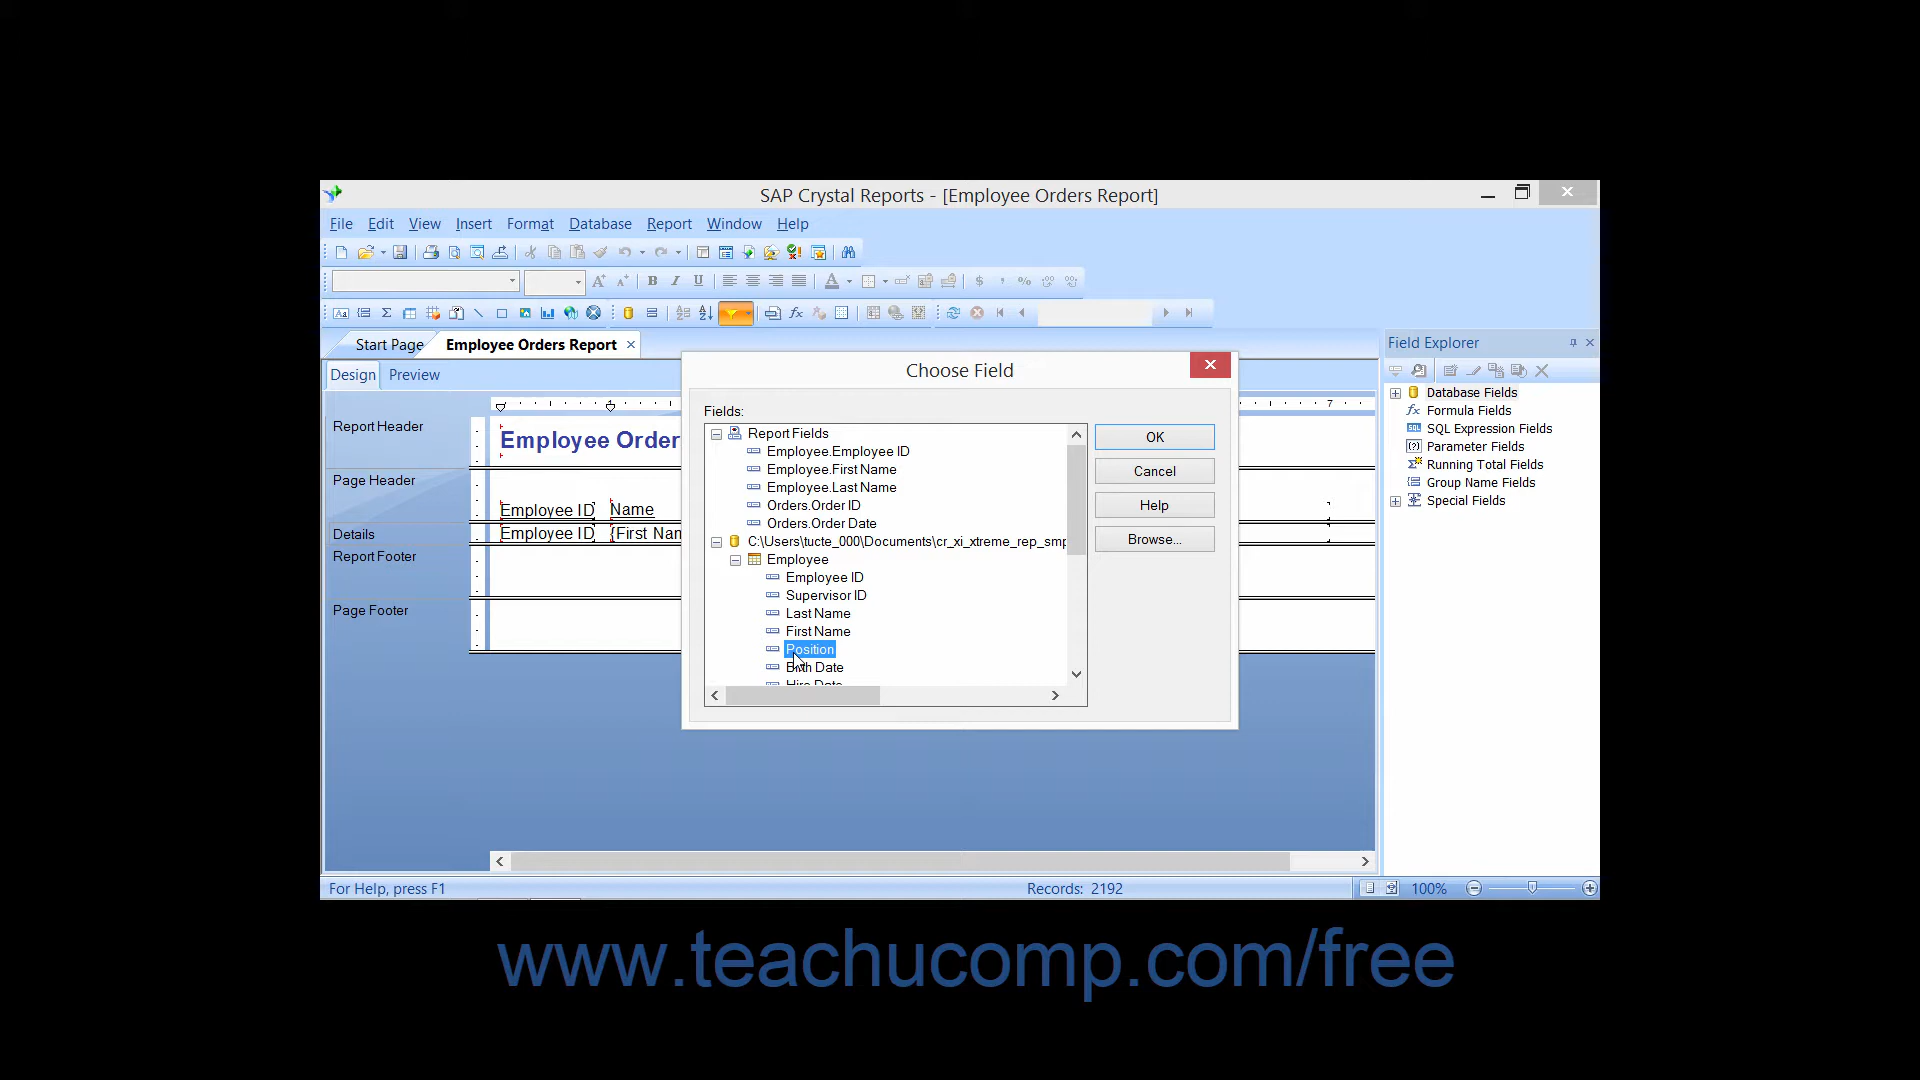 SAP Crystal Reports - [Employee Orders Report]
File Edit View Insert Format Database Report Window Help
Start Page Employee Orders Report
Design Preview
Report Header
Employee Order
Page Header
Employee ID Name
Details
Employee ID {First Nam
Report Footer
Page Footer
7
Choose Field
Fields:
Report Fields
Employee.Employee ID
Employee.First Name
Employee.Last Name
Orders.Order ID
Orders.Order Date
C:\Users\tucte_000\Documents\cr_xi_xtreme_rep_smp
Employee
Employee ID
Supervisor ID
Last Name
First Name
Position
Birth Date
Hire Date
OK
Cancel
Help
Browse...
Field Explorer
Database Fields
Formula Fields
SQL Expression Fields
Parameter Fields
Running Total Fields
Group Name Fields
Special Fields
For Help, press F1
Records: 2192
100%
www.teachucomp.com/free